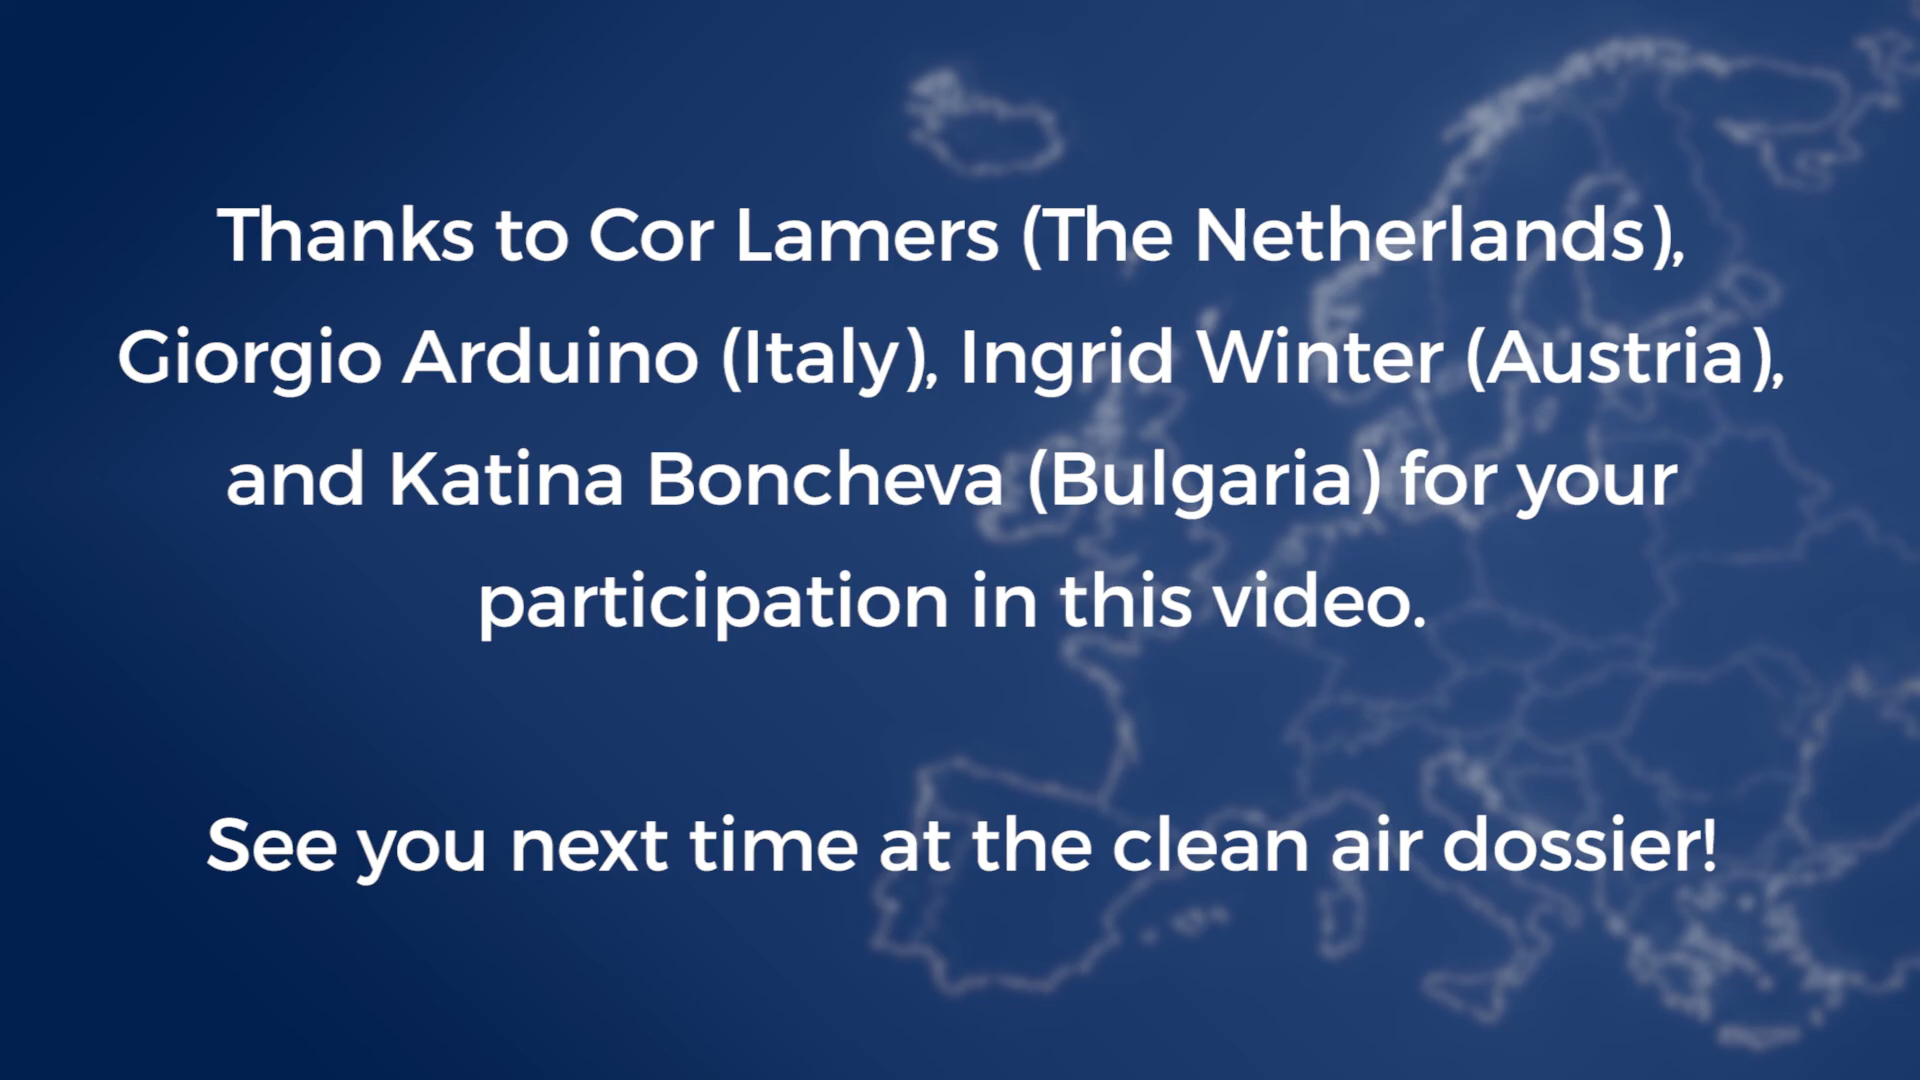 Thanks to Cor Lamers (The Netherlands),
Giorgio Arduino (Italy), Ingrid Winter (Austria),
and Katina Boncheva (Bulgaria) for your
participation in this video.
See you next time at the clean air dossier!